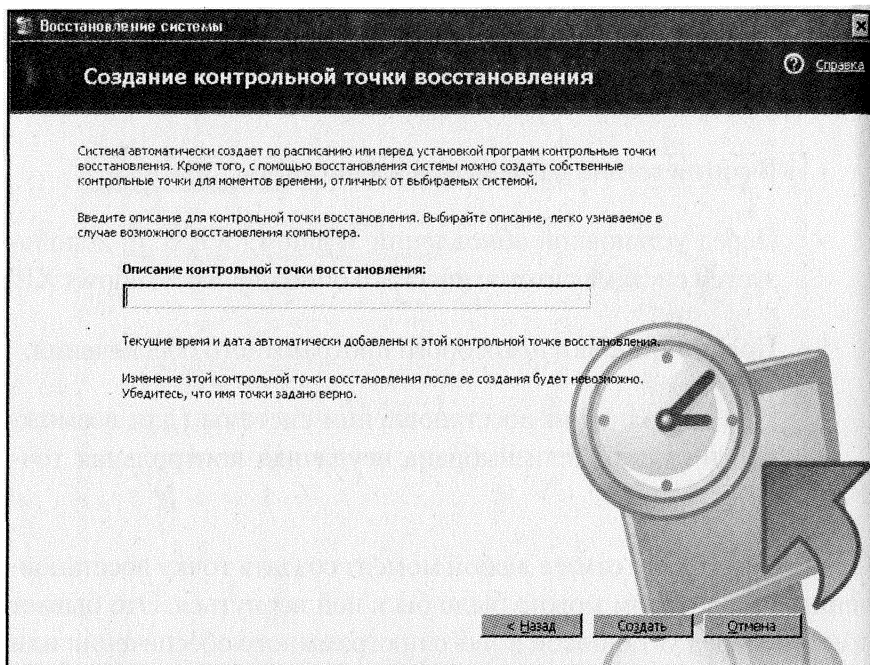 Восстановление системы
Создание контрольной точки восстановления
Справка
Система автоматически создает по расписанию или перед установкой программ контрольные точки
восстановления. Кроме того, с помощью восстановления системы можно создать собственные
контрольные точки для моментов времени, отличных от выбираемых системой.
Введите описание для контрольной точки восстановления. Выбирайте описание, легко узнаваемое в
случае возможного восстановления компьютера.
Описание контрольной точки восстановления:
Текущие время и дата автоматически добавлены к этой контрольной точке восстановления.
Изменение этой контрольной точки восстановления после ее создания будет невозможно.
Убедитесь, что имя точки задано верно.
< Назад
Создать
Отмена